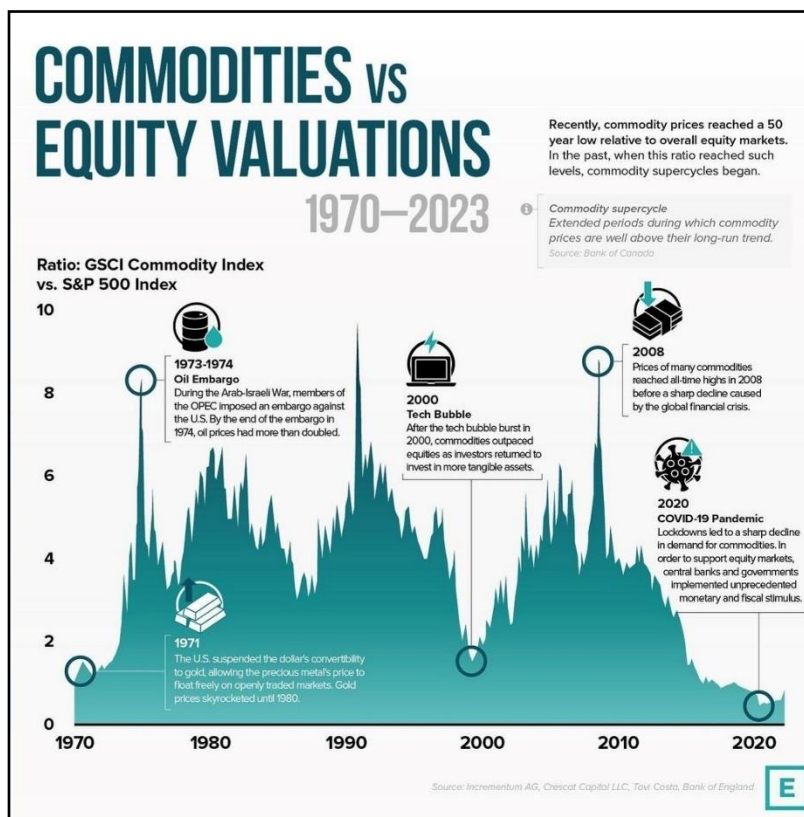 COMMODITIES VS
EQUITY VALUATIONS
1970–2023
Recently, commodity prices reached a 50
year low relative to overall equity markets.
In the past, when this ratio reached such
levels, commodity supercycles began.
Commodity supercycle
Extended periods during which commodity
prices are well above their long-run trend.
Source: Bank of Canada
Ratio: GSCI Commodity Index
vs. S&P 500 Index
10
8
6
4
2
0
1973-1974
Oil Embargo
During the Arab-Israeli War, members of
the OPEC imposed an embargo against
the U.S. By the end of the embargo in
1974, oil prices had more than doubled.
1971
The U.S. suspended the dollar's convertibility
to gold, allowing the precious metal's price to
float freely on openly traded markets. Gold
prices skyrocketed until 1980.
2000
Tech Bubble
After the tech bubble burst in
2000, commodities outpaced
equities as investors returned to
invest in more tangible assets.
2008
Prices of many commodities
reached all-time highs in 2008
before a sharp decline caused
by the global financial crisis.
2020
COVID-19 Pandemic
Lockdowns led to a sharp decline
in demand for commodities. In
order to support equity markets,
central banks and governments
implemented unprecedented
monetary and fiscal stimulus.
1970 1980 1990 2000 2010 2020
Source: Incrementum AG, Crescat Capital LLC, Tavi Costa, Bank of England
E